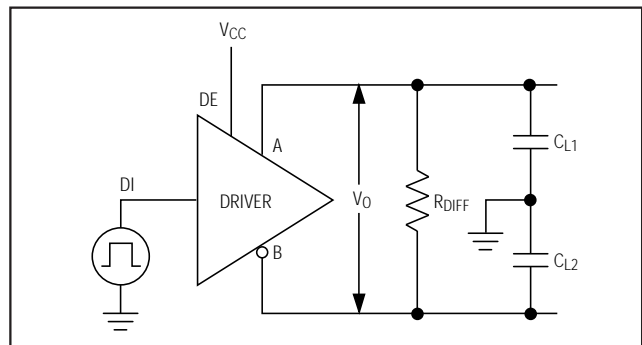 VCC
DE
A
DI
DRIVER
VO
RDIFF
CL1
B
CL2